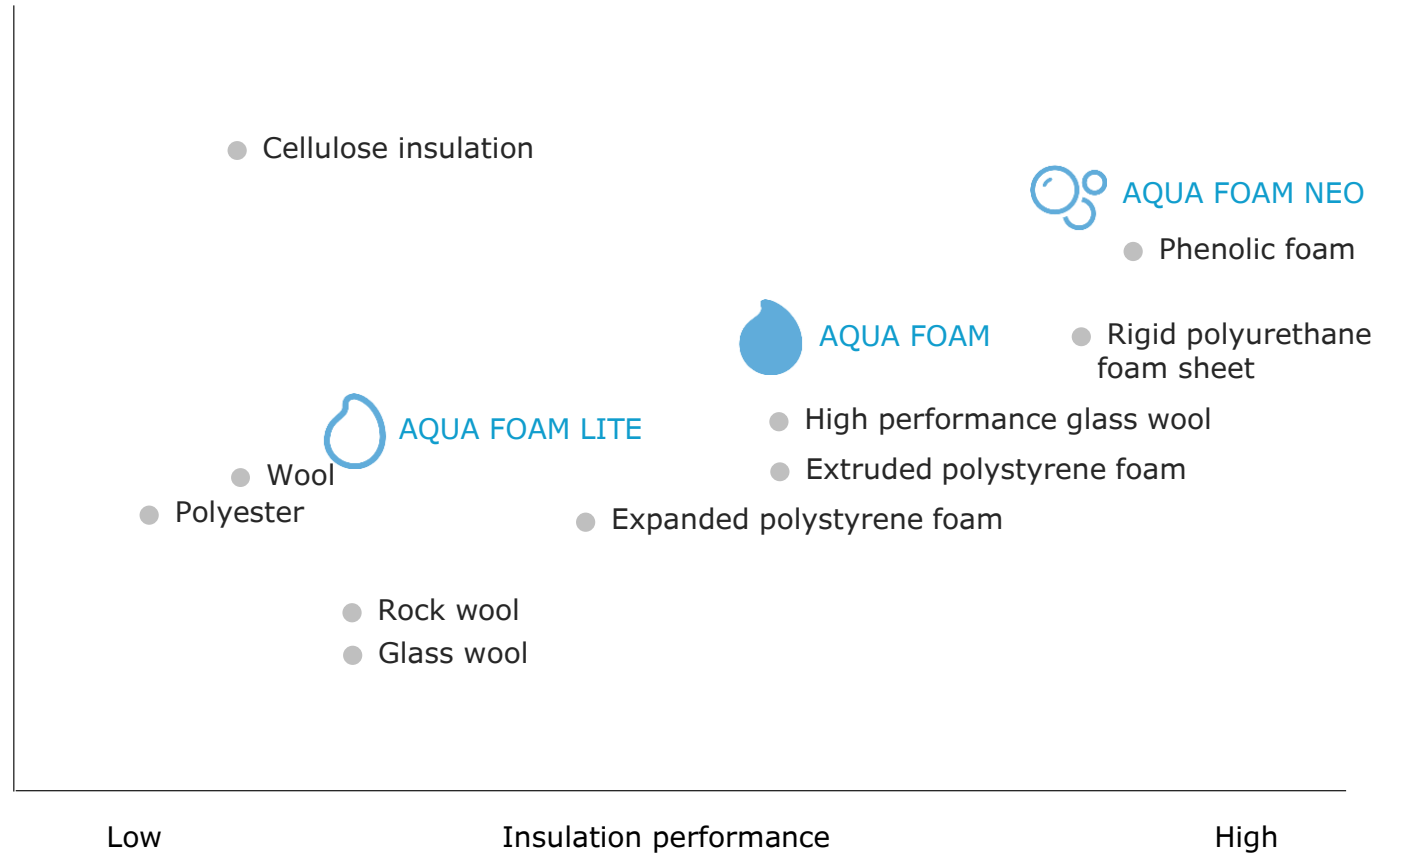 Cellulose insulation
AQUA FOAM NEO
Phenolic foam
AQUA FOAM
Rigid polyurethane
foam sheet
High performance glass wool
AQUA FOAM LITE
Extruded polystyrene foam
Wool
Polyester
Expanded polystyrene foam
Rock wool
Glass wool
Low
Insulation performance
High